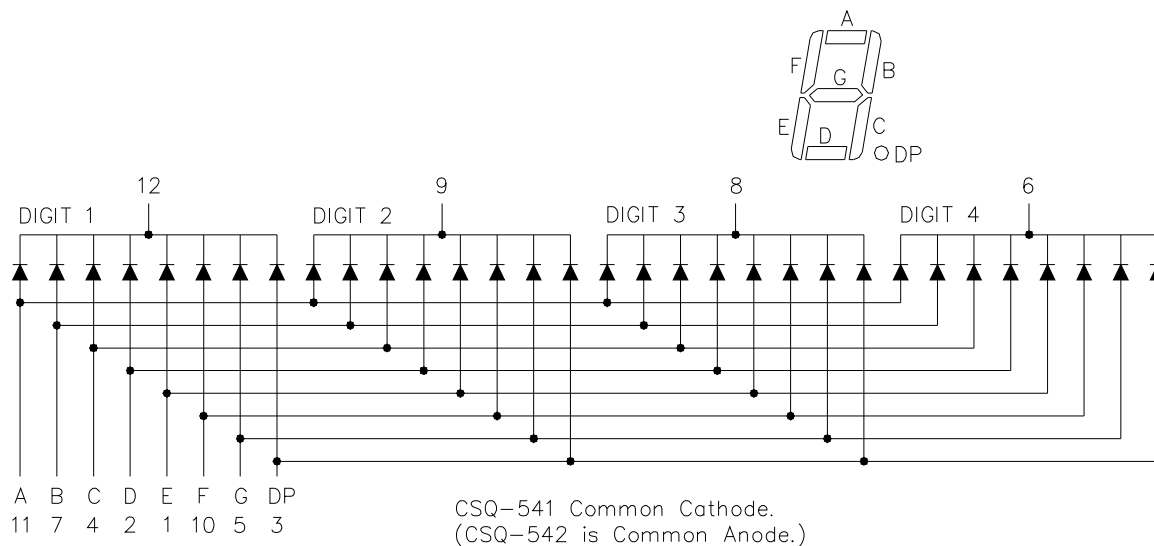 A
F B
G
E D C
DP
12 9 8 6
DIGIT 1 DIGIT 2 DIGIT 3 DIGIT 4
A B C D E F G DP
11 7 4 2 1 10 5 3
CSQ-541 Common Cathode.
(CSQ-542 is Common Anode.)